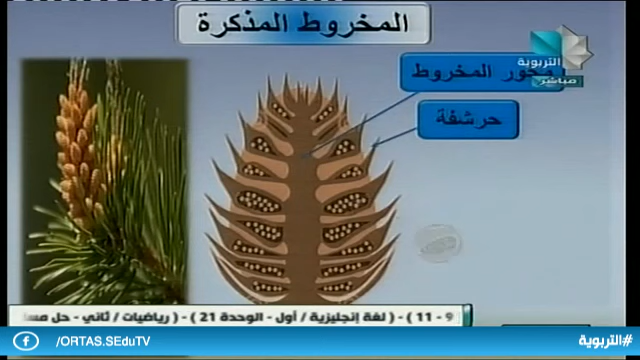 المخروط المذكرة
التربوية
مباشر
محور المخروط
حرشفة
9 - 11 ) - ( لغة إنجليزية / أول - الوحدة 21 ) - ( رياضيات / ثاني - حل مسا
/ORTAS.SEduTV
#التربوية